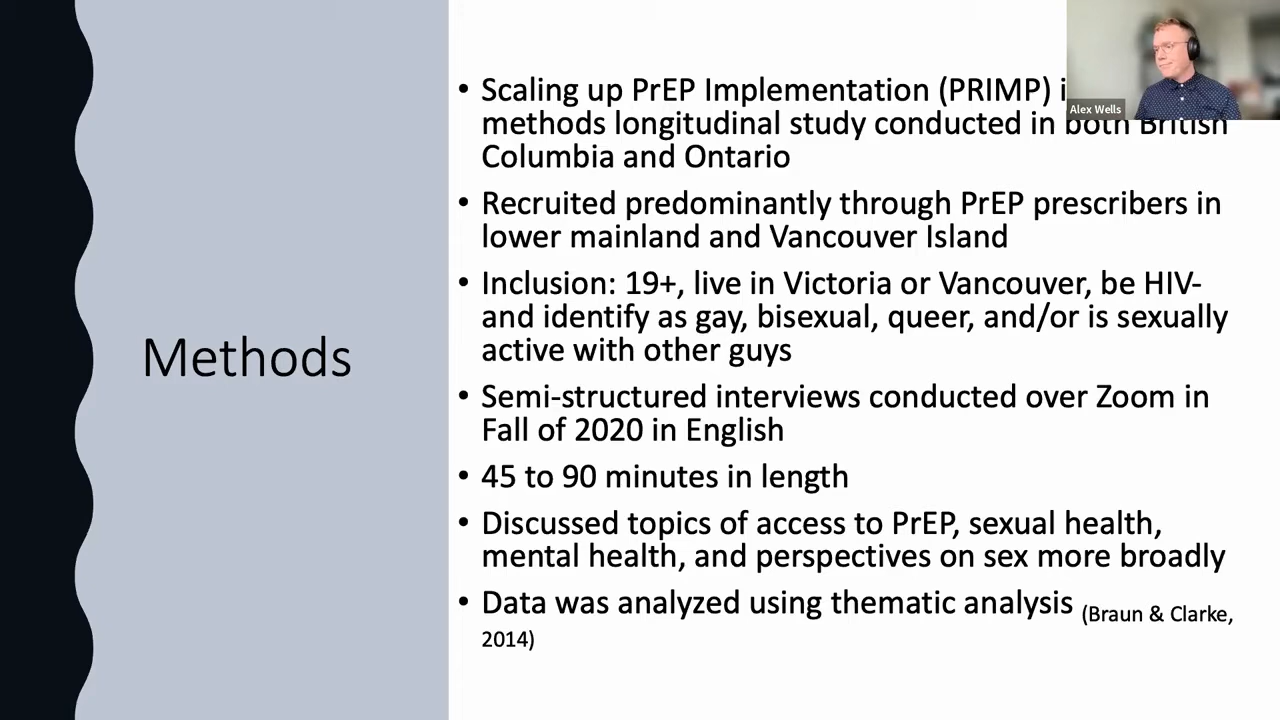 Methods
• Scaling up PrEP Implementation (PRIMP)
methods longitudinal study conducted in both British
Columbia and Ontario
• Recruited predominantly through PrEP prescribers in
lower mainland and Vancouver Island
• Inclusion: 19+, live in Victoria or Vancouver, be HIV-
and identify as gay, bisexual, queer, and/or is sexually
active with other guys
• Semi-structured interviews conducted over Zoom in
Fall of 2020 in English
• 45 to 90 minutes in length
• Discussed topics of access to PrEP, sexual health,
mental health, and perspectives on sex more broadly
• Data was analyzed using thematic analysis (Braun & Clarke,
2014)
Alex Wells